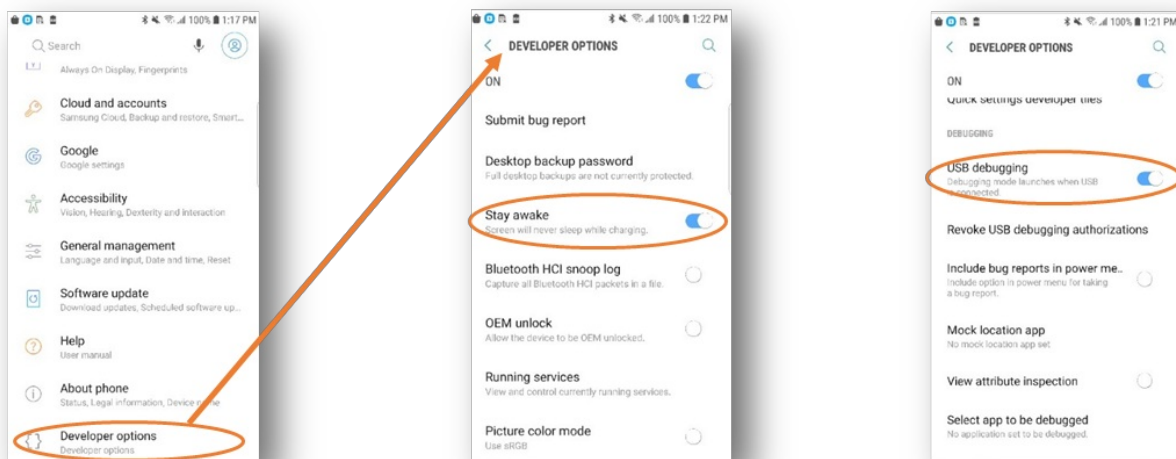 100% 1:17 PM
Search
Always On Display, Fingerprints
Cloud and accounts
Samsung Cloud, Backup and restore, Smart...
Google
Google settings
Accessibility
Vision, Hearing, Dexterity and interaction
General management
Language and input, Date and time, Reset
Software update
Download updates, Scheduled software up...
Help
User manual
About phone
Status, Legal information, Device name
Developer options
Developer options
100% 1:22 PM
DEVELOPER OPTIONS
ON
Submit bug report
Desktop backup password
Full desktop backups are not currently protected.
Stay awake
Screen will never sleep while charging.
Bluetooth HCI snoop log
Capture all Bluetooth HCI packets in a file.
OEM unlock
Allow the device to be OEM unlocked.
Running services
View and control currently running services.
Picture color mode
Use sRGB
100% 1:21 PM
DEVELOPER OPTIONS
ON
Quick settings developer tiles
DEBUGGING
USB debugging
Debugging mode launches when USB
is connected.
Revoke USB debugging authorizations
Include bug reports in power me..
Include option in power menu for taking
a bug report.
Mock location app
No mock location app set
View attribute inspection
Select app to be debugged
No application set to be debugged.